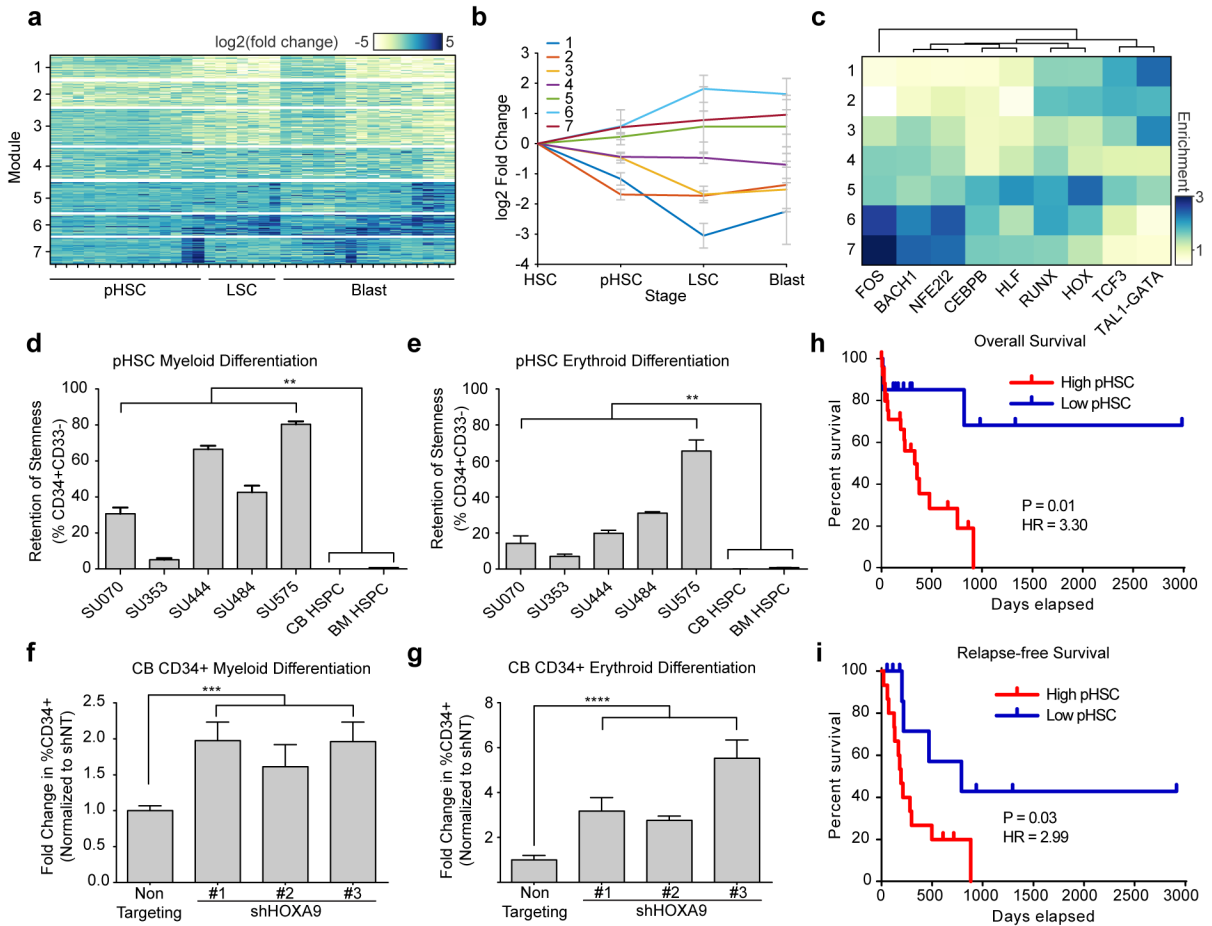 a
log2(fold change) -5 5
Module
1
2
3
4
5
6
7
pHSC LSC Blast
b
log2 Fold Change
4
3
2
1
0
-1
-2
-3
-4
1
2
3
4
5
6
7
HSC pHSC LSC Blast
Stage
c
1
2
3
4
5
6
7
Enrichment
3
1
FOS BACH1 NFE2l2 CEBPB HLF RUNX HOX TCF3 TAL1-GATA
d
pHSC Myeloid Differentiation
Retention of Stemness
(% CD34+CD33-)
100
80
60
40
20
0
**
SU070 SU353 SU444 SU484 SU575 CB HSPC BM HSPC
e
pHSC Erythroid Differentiation
Retention of Stemness
(% CD34+CD33-)
100
80
60
40
20
0
**
SU070 SU353 SU444 SU484 SU575 CB HSPC BM HSPC
f
CB CD34+ Myeloid Differentiation
Fold Change in %CD34+
(Normalized to shNT)
2.5
2.0
1.5
1.0
0.5
0.0
***
Non
Targeting
#1 #2 #3
shHOXA9
g
CB CD34+ Erythroid Differentiation
Fold Change in %CD34+
(Normalized to shNT)
8
6
4
2
****
Non
Targeting
#1 #2 #3
shHOXA9
h
Overall Survival
Percent survival
100
80
60
40
20
0
High pHSC
Low pHSC
P = 0.01
HR = 3.30
0 500 1000 1500 2000 2500 3000
Days elapsed
i
Relapse-free Survival
Percent survival
100
80
60
40
20
0
High pHSC
Low pHSC
P = 0.03
HR = 2.99
0 500 1000 1500 2000 2500 3000
Days elapsed